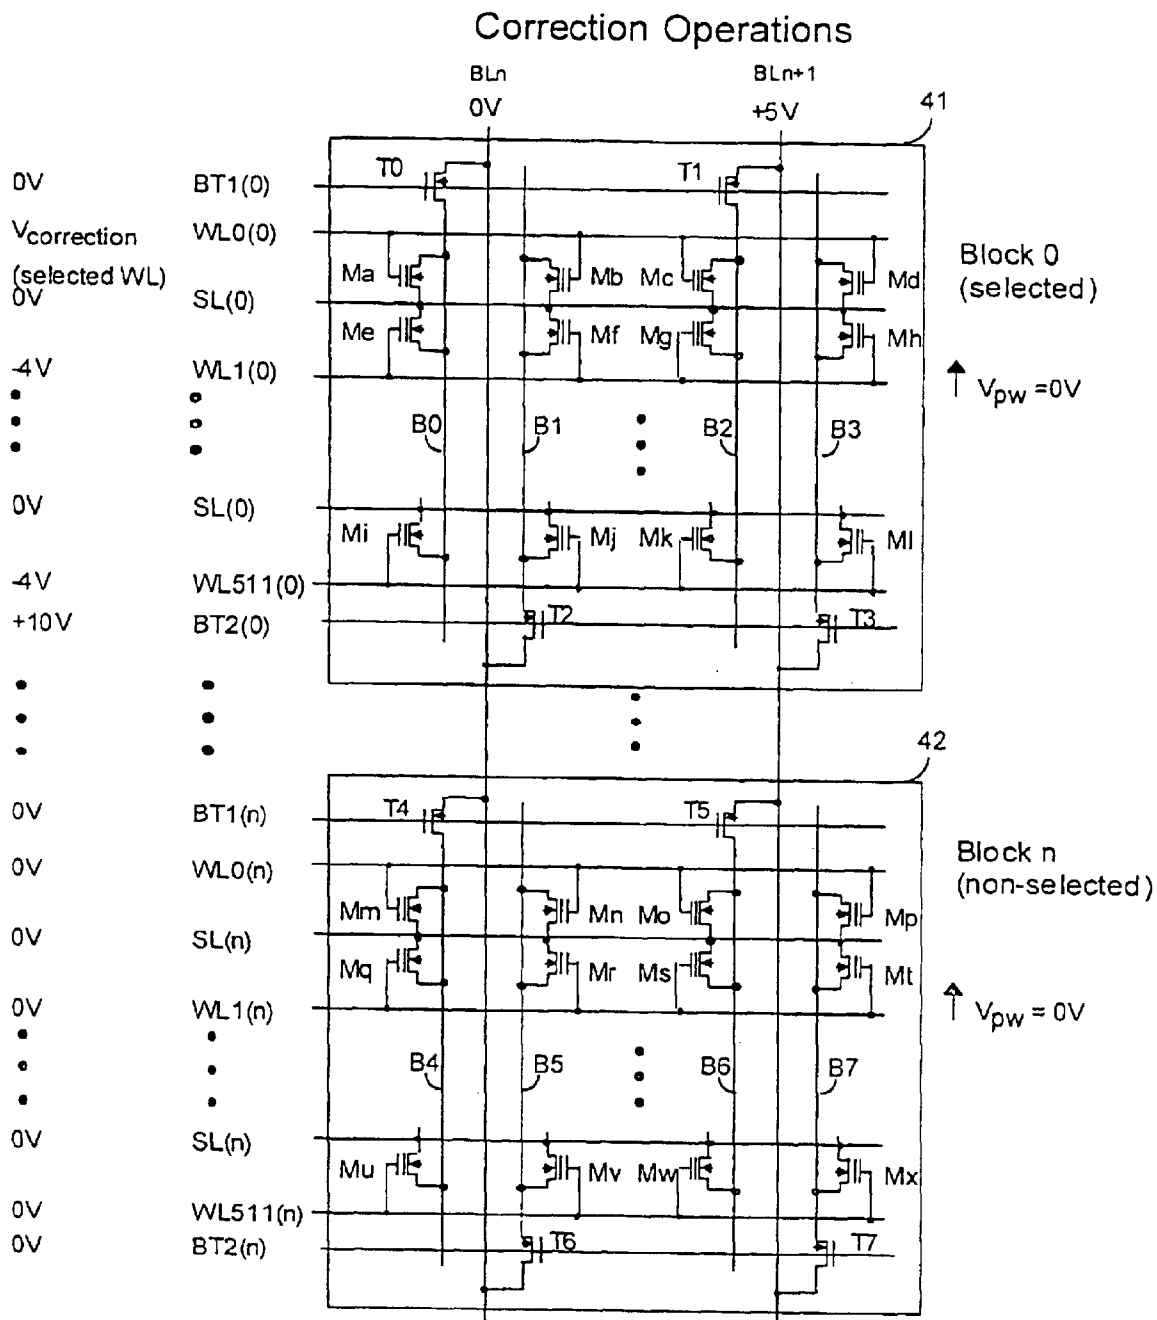 Correction Operations
BLn BLn+1
0V +5V
41
T0 T1
0V BT1(0)
Vcorrection WL0(0)
(selected WL)
Block 0
(selected)
Ma Mb Mc Md
0V SL(0)
Me Mf Mg Mh
-4V WL1(0)
Vpw =0V
B0 B1 B2 B3
0V SL(0)
Mi Mj Mk Ml
-4V WL511(0)
+10V BT2(0)
T2 T3
42
0V BT1(n)
T4 T5
0V WL0(n)
Block n
(non-selected)
Mm Mn Mo Mp
0V SL(n)
Mq Mr Ms Mt
0V WL1(n)
Vpw = 0V
B4 B5 B6 B7
0V SL(n)
Mu Mv Mw Mx
0V WL511(n)
0V BT2(n)
T6 T7